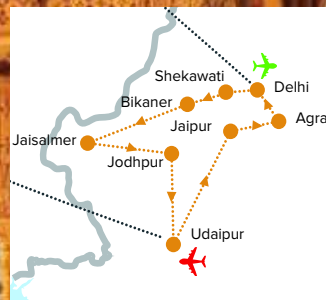 Shekawati
Delhi
Bikaner
Agra
Jaipur
Jaisalmer
Jodhpur
Udaipur